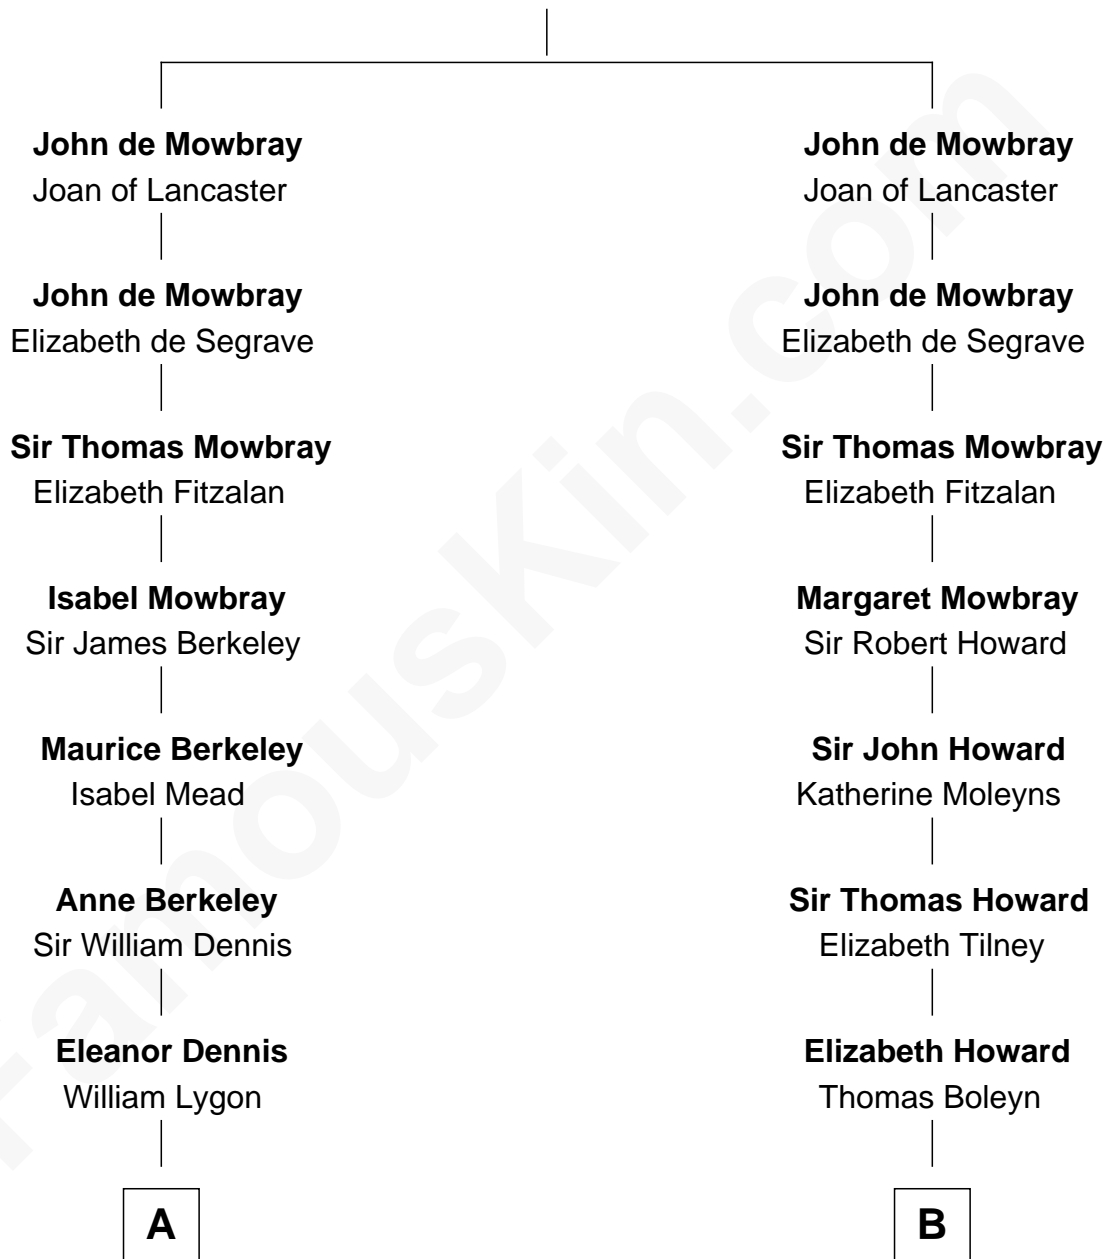 John de Mowbray
Joan of Lancaster
John de Mowbray
Elizabeth de Segrave
Sir Thomas Mowbray
Elizabeth Fitzalan
Isabel Mowbray
Sir James Berkeley
Maurice Berkeley
Isabel Mead
Anne Berkeley
Sir William Dennis
Eleanor Dennis
William Lygon
A
John de Mowbray
Joan of Lancaster
John de Mowbray
Elizabeth de Segrave
Sir Thomas Mowbray
Elizabeth Fitzalan
Margaret Mowbray
Sir Robert Howard
Sir John Howard
Katherine Moleyns
Sir Thomas Howard
Elizabeth Tilney
Elizabeth Howard
Thomas Boleyn
B
FamousKin.com